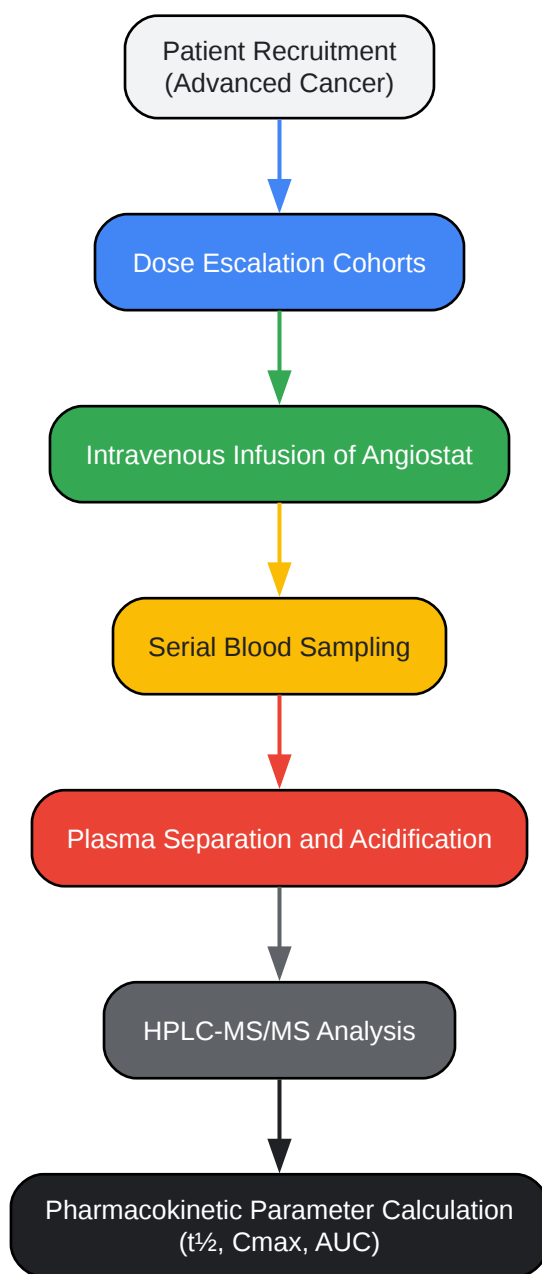 Patient Recruitment
(Advanced Cancer)
Dose Escalation Cohorts
Intravenous Infusion of Angiostat
Serial Blood Sampling
Plasma Separation and Acidification
HPLC-MS/MS Analysis
Pharmacokinetic Parameter Calculation
(t½, Cmax, AUC)